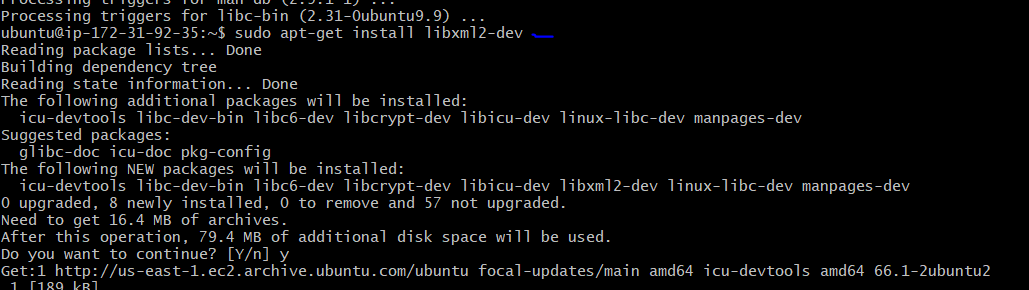 Processing triggers for man-db (2.9.1-1) ...
Processing triggers for libc-bin (2.31-0ubuntu9.9) ...
ubuntu@ip-172-31-92-35:~$ sudo apt-get install libxml2-dev
Reading package lists... Done
Building dependency tree
Reading state information... Done
The following additional packages will be installed:
  icu-devtools libc-dev-bin libc6-dev libcrypt-dev libicu-dev linux-libc-dev manpages-dev
Suggested packages:
  glibc-doc icu-doc pkg-config
The following NEW packages will be installed:
  icu-devtools libc-dev-bin libc6-dev libcrypt-dev libicu-dev libxml2-dev linux-libc-dev manpages-dev
0 upgraded, 8 newly installed, 0 to remove and 57 not upgraded.
Need to get 16.4 MB of archives.
After this operation, 79.4 MB of additional disk space will be used.
Do you want to continue? [Y/n] y
Get:1 http://us-east-1.ec2.archive.ubuntu.com/ubuntu focal-updates/main amd64 icu-devtools amd64 66.1-2ubuntu2
.1 [189 kB]